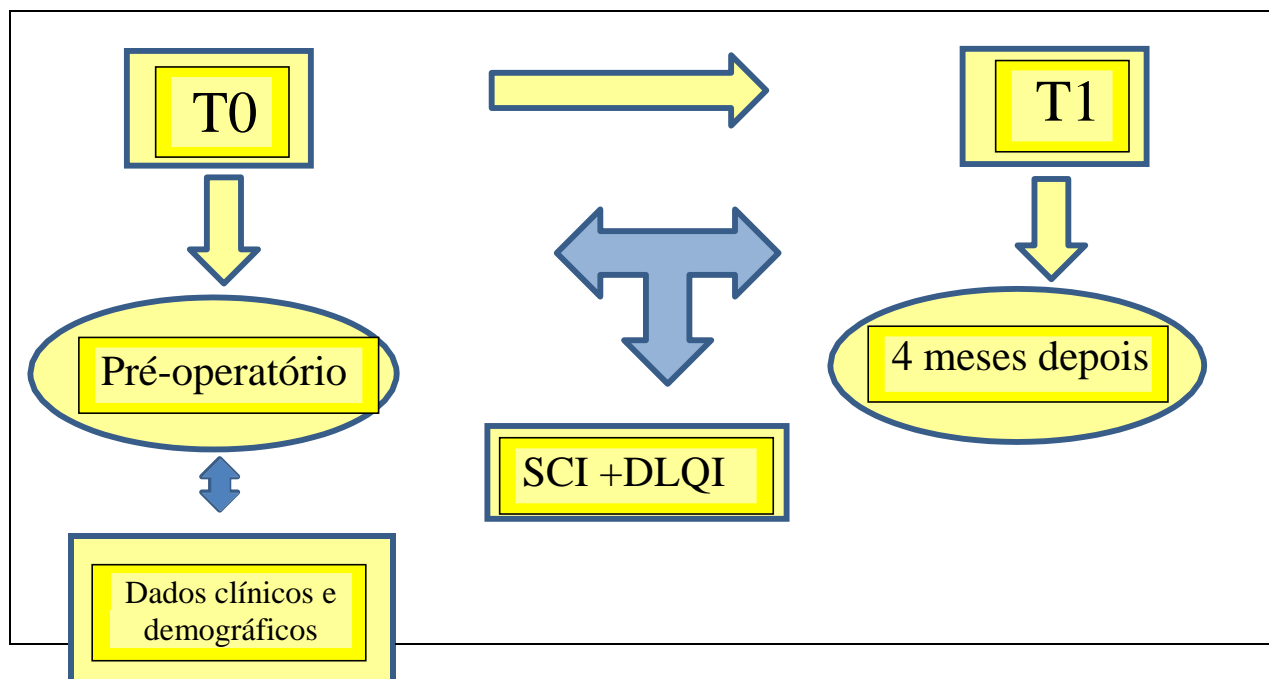 T0
T1
Pré-operatório
4 meses depois
SCI +DLQI
Dados clínicos e
demográficos